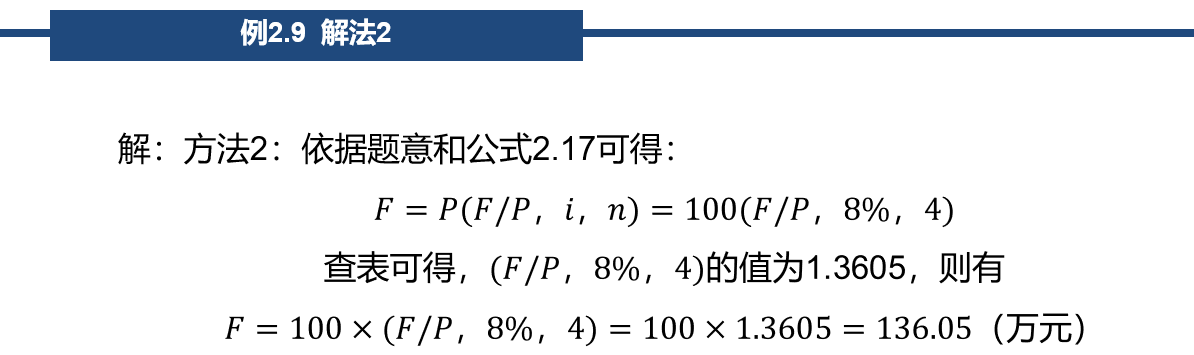 例2.9 解法2
解：方法2：依据题意和公式2.17可得：
F = P(F/P，i，n) = 100(F/P，8%，4)
查表可得，(F/P，8%，4)的值为1.3605，则有
F = 100 × (F/P，8%，4) = 100 × 1.3605 = 136.05（万元）